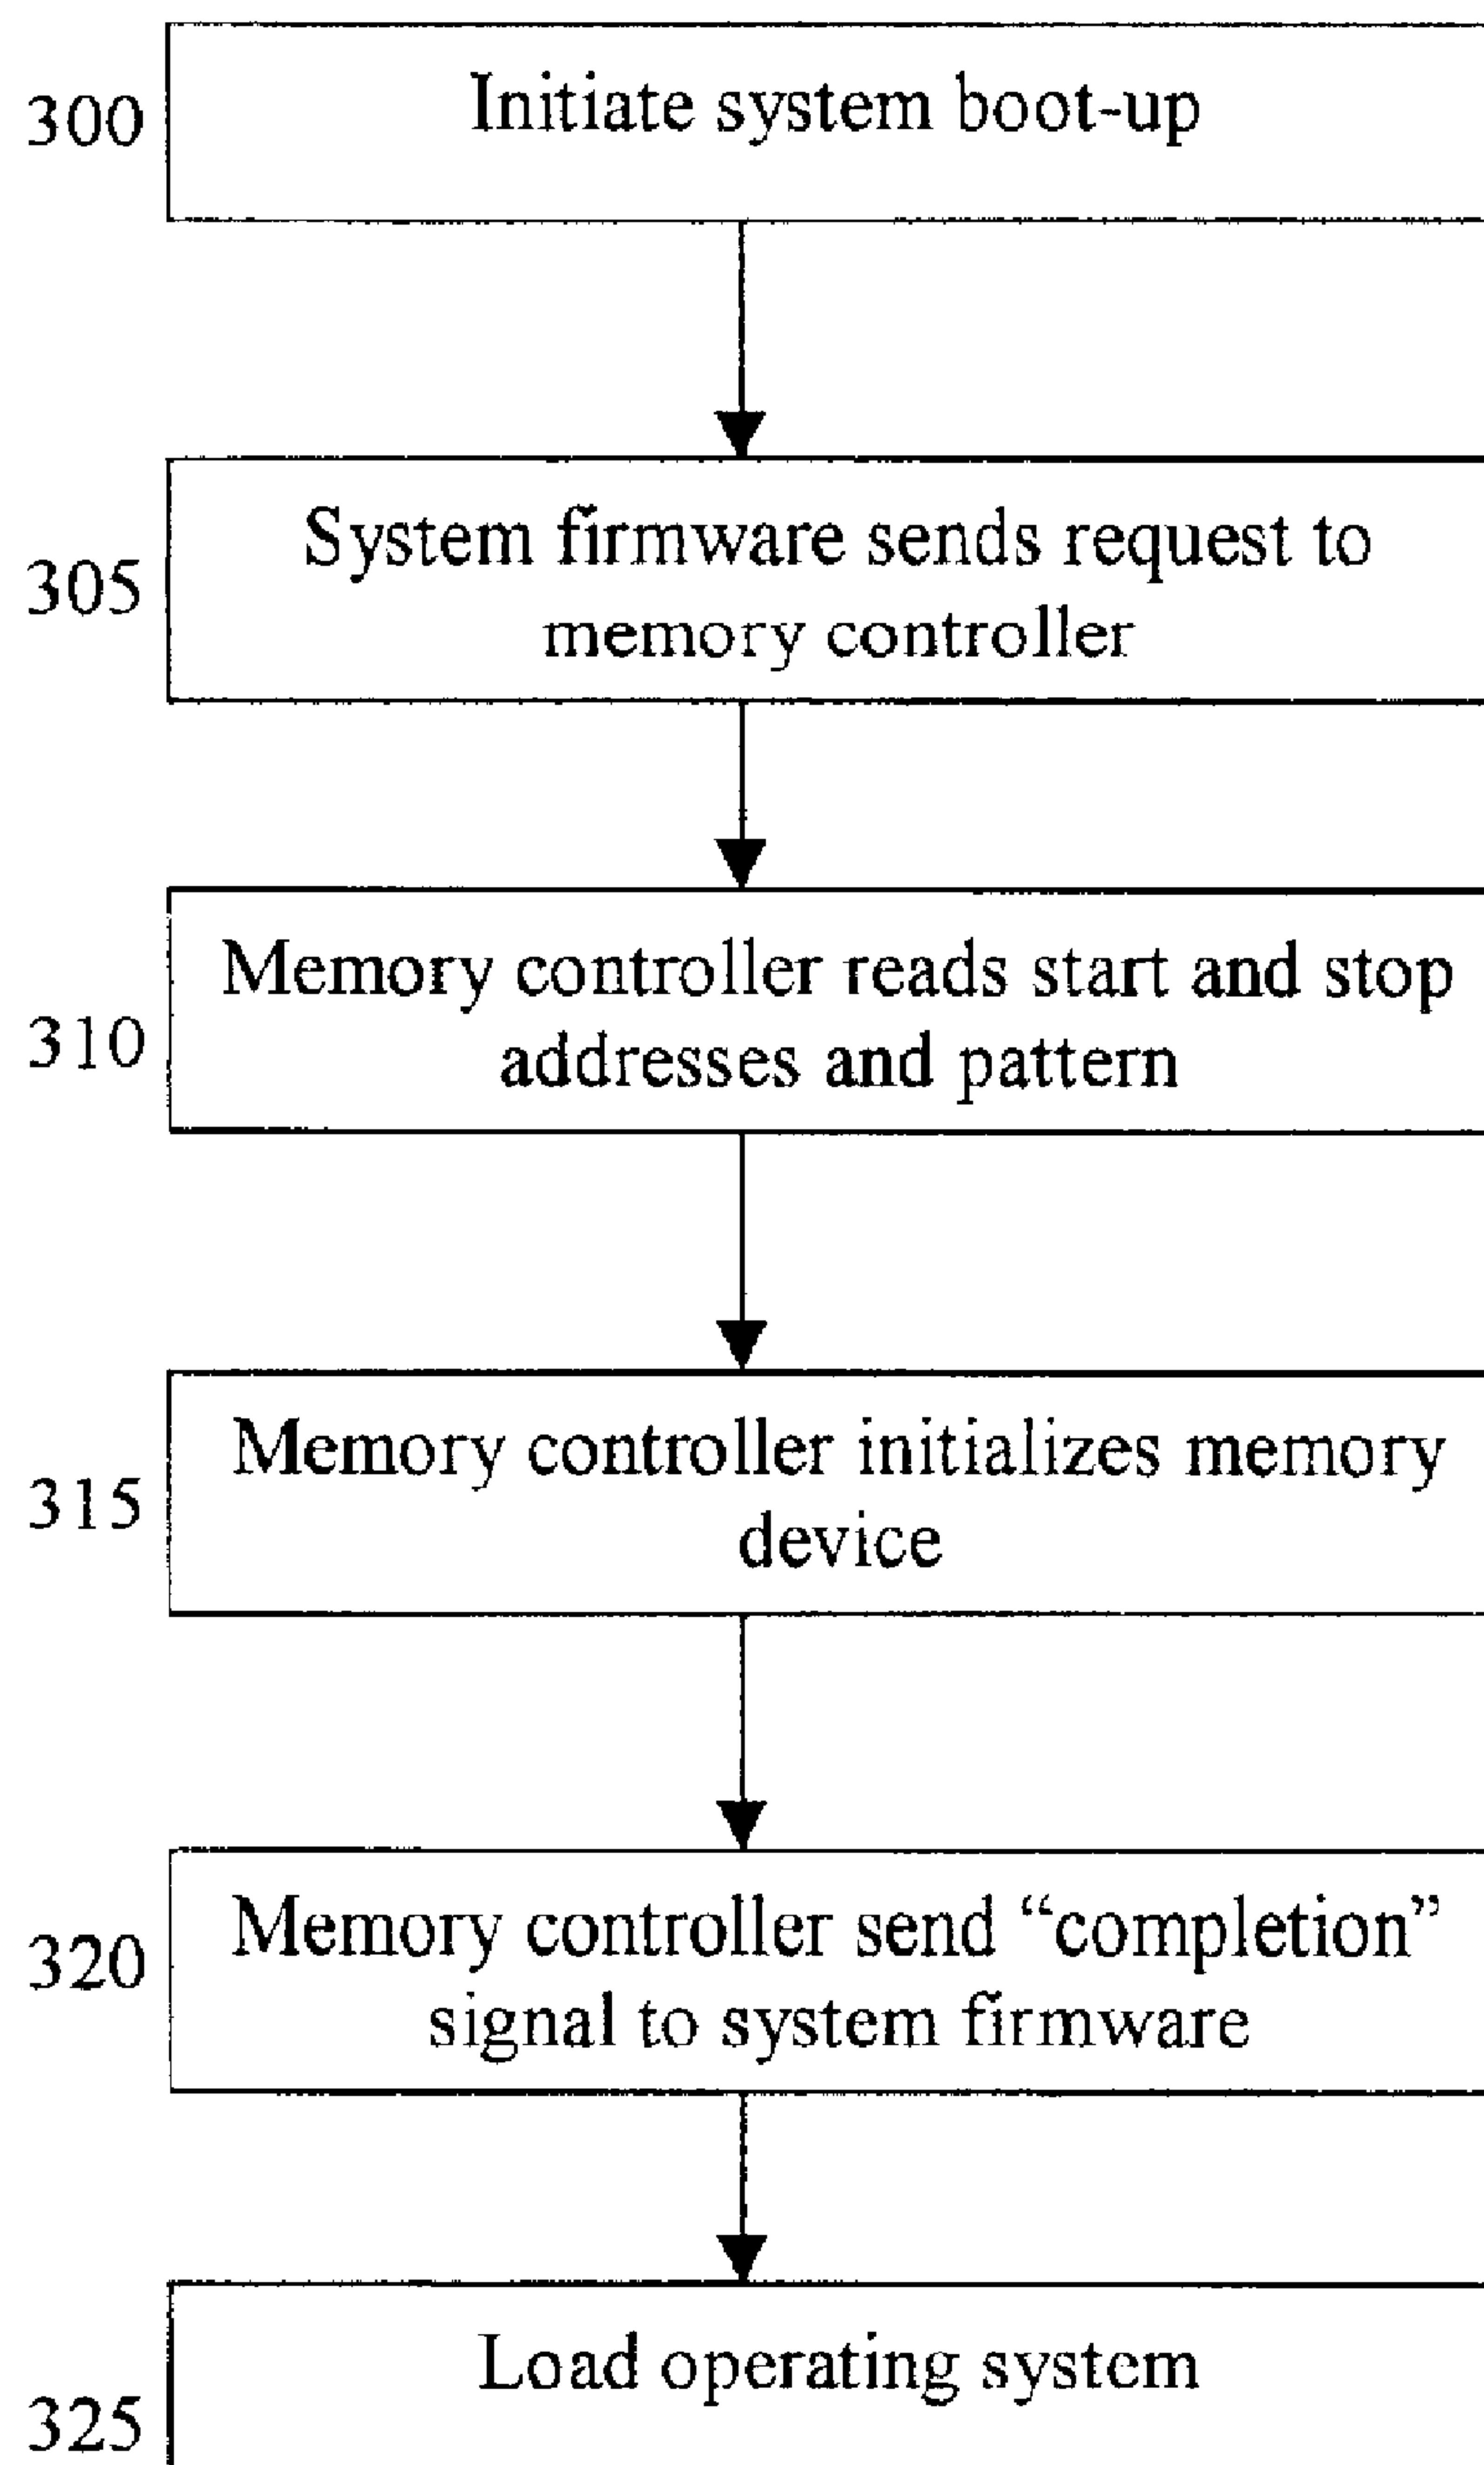 300
Initiate system boot-up
305
System firmware sends request to
memory controller
310
Memory controller reads start and stop
addresses and pattern
315
Memory controller initializes memory
device
320
Memory controller send “completion”
signal to system firmware
325
Load operating system